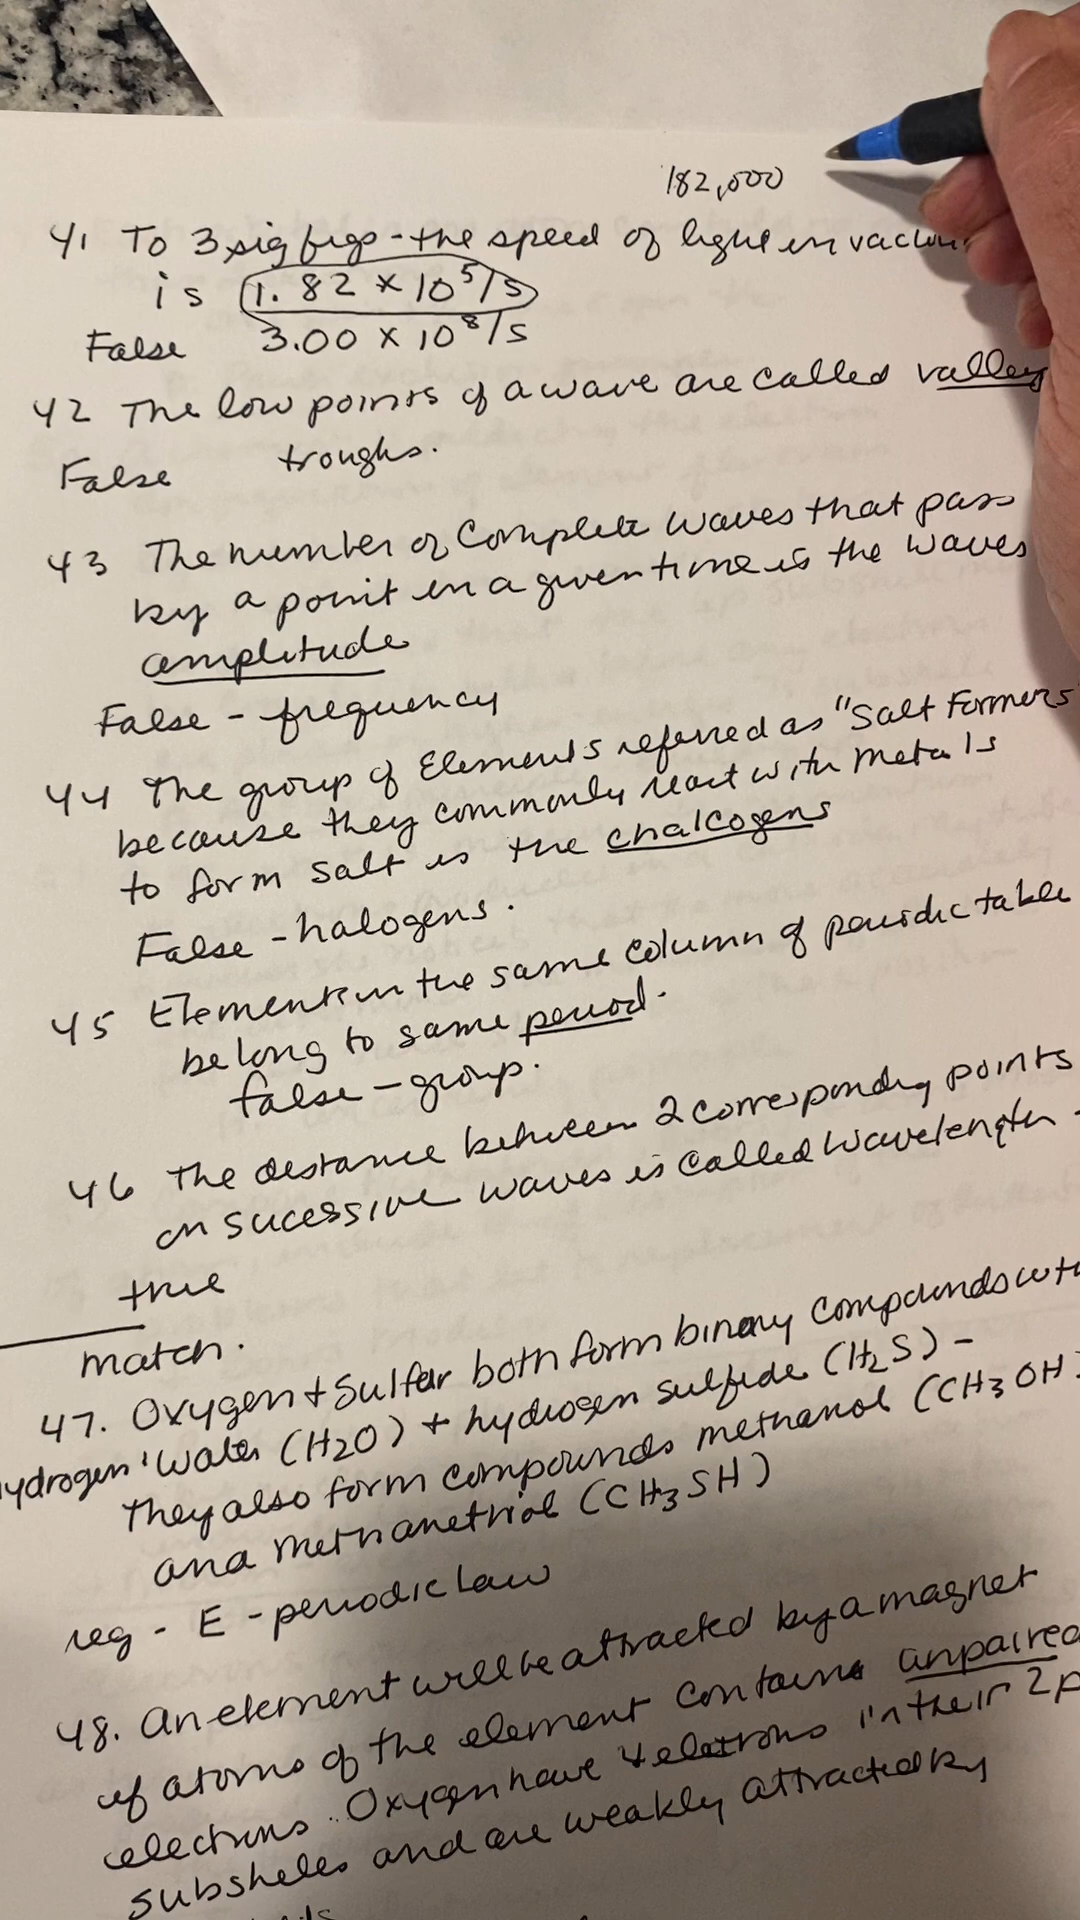 182,000
41 To 3 sig figs - the speed of light in vacuum
is 1.82 x 10⁵/s
False 3.00 x 10⁸/s
42 The low points of a wave are called valley
False troughs.
43 The number of Complete waves that pass
by a point in a given time is the waves
amplitude
False - frequency
44 The group of Elements referred as "Salt Formers"
because they commonly react with metals
to form salt is the chalcogens
False - halogens.
45 Elements in the same column of periodic table
belong to same period.
false - group.
46 The distance between 2 corresponding points
on sucessive waves is called wavelength -
true
match.
47. Oxygen + Sulfur both form binary compounds with
hydrogen water (H2O) + hydrogen sulfide (H2S) -
They also form compounds methanol (CH3OH)
and methanethiol (CH3SH)
reg - E - periodic law
48. An element will be attracted by a magnet
if atoms of the element contains unpaired
electrons. Oxygen have 4 electrons in their 2p
subshells and are weakly attracted by